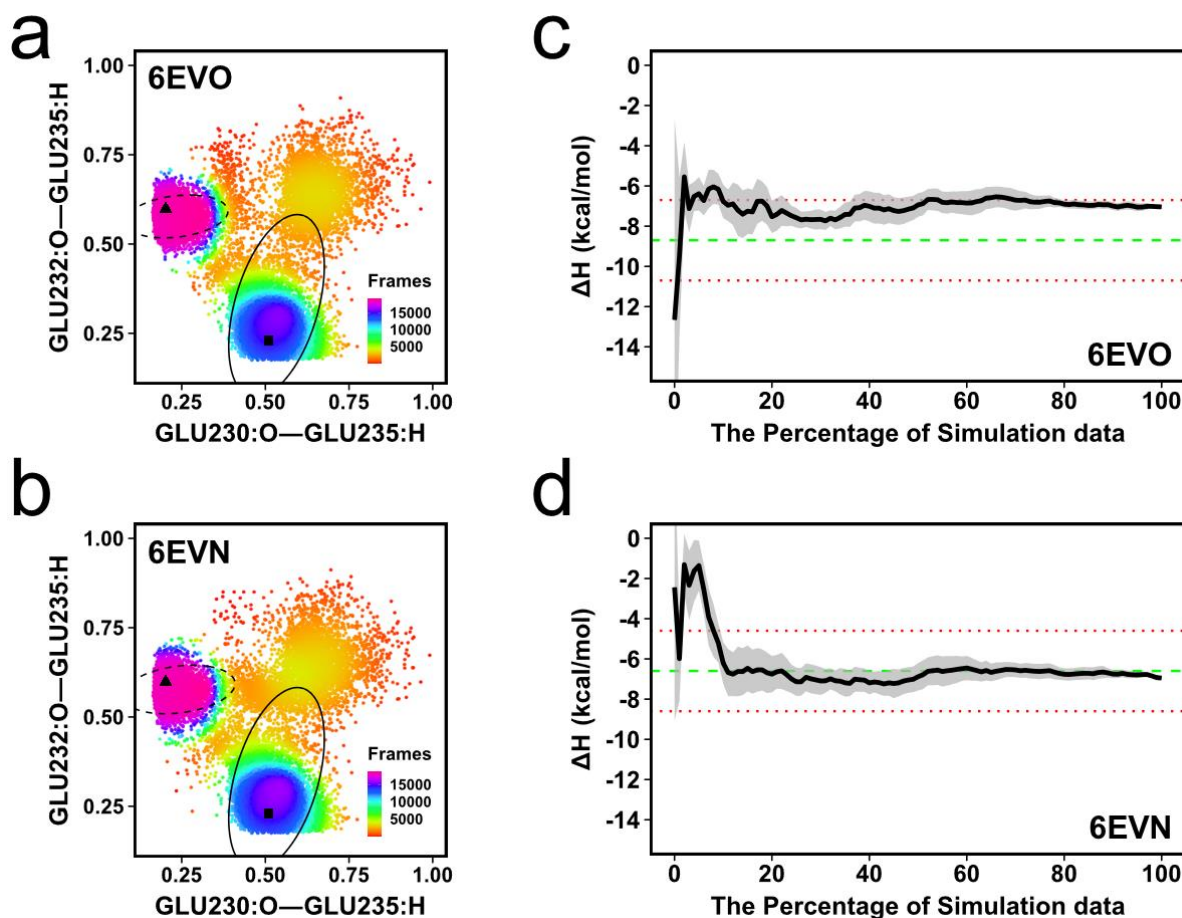 a
6EVO
1.00
0.75
0.50
0.25
GLU232:O—GLU235:H
Frames
15000
10000
5000
0.25 0.50 0.75 1.00
GLU230:O—GLU235:H
c
0
-2
-4
-6
-8
-10
-12
-14
ΔH (kcal/mol)
6EVO
0 20 40 60 80 100
The Percentage of Simulation data
b
6EVN
1.00
0.75
0.50
0.25
GLU232:O—GLU235:H
Frames
15000
10000
5000
0.25 0.50 0.75 1.00
GLU230:O—GLU235:H
d
0
-2
-4
-6
-8
-10
-12
-14
ΔH (kcal/mol)
6EVN
0 20 40 60 80 100
The Percentage of Simulation data